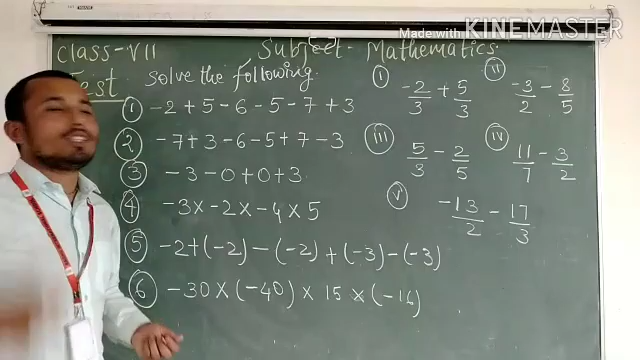 Made with KINEMASTER
Class-VII Subject- Mathematics
Test Solve the following
① -2+5-6-5-7+3
② -7+3-6-5+7-3
③ -3-0+0+3
④ -3×-2×-4×5
⑤ -2+(-2)-(-2)+(-3)-(-3)
⑥ -30×(-40)×15×(-16)
ⓘ -2/3 + 5/3
ⓘⓘ -3/2 - 8/5
ⓘⓘⓘ 5/3 - 2/5
ⓘⓥ 11/7 - 3/2
ⓥ -13/2 - 17/3